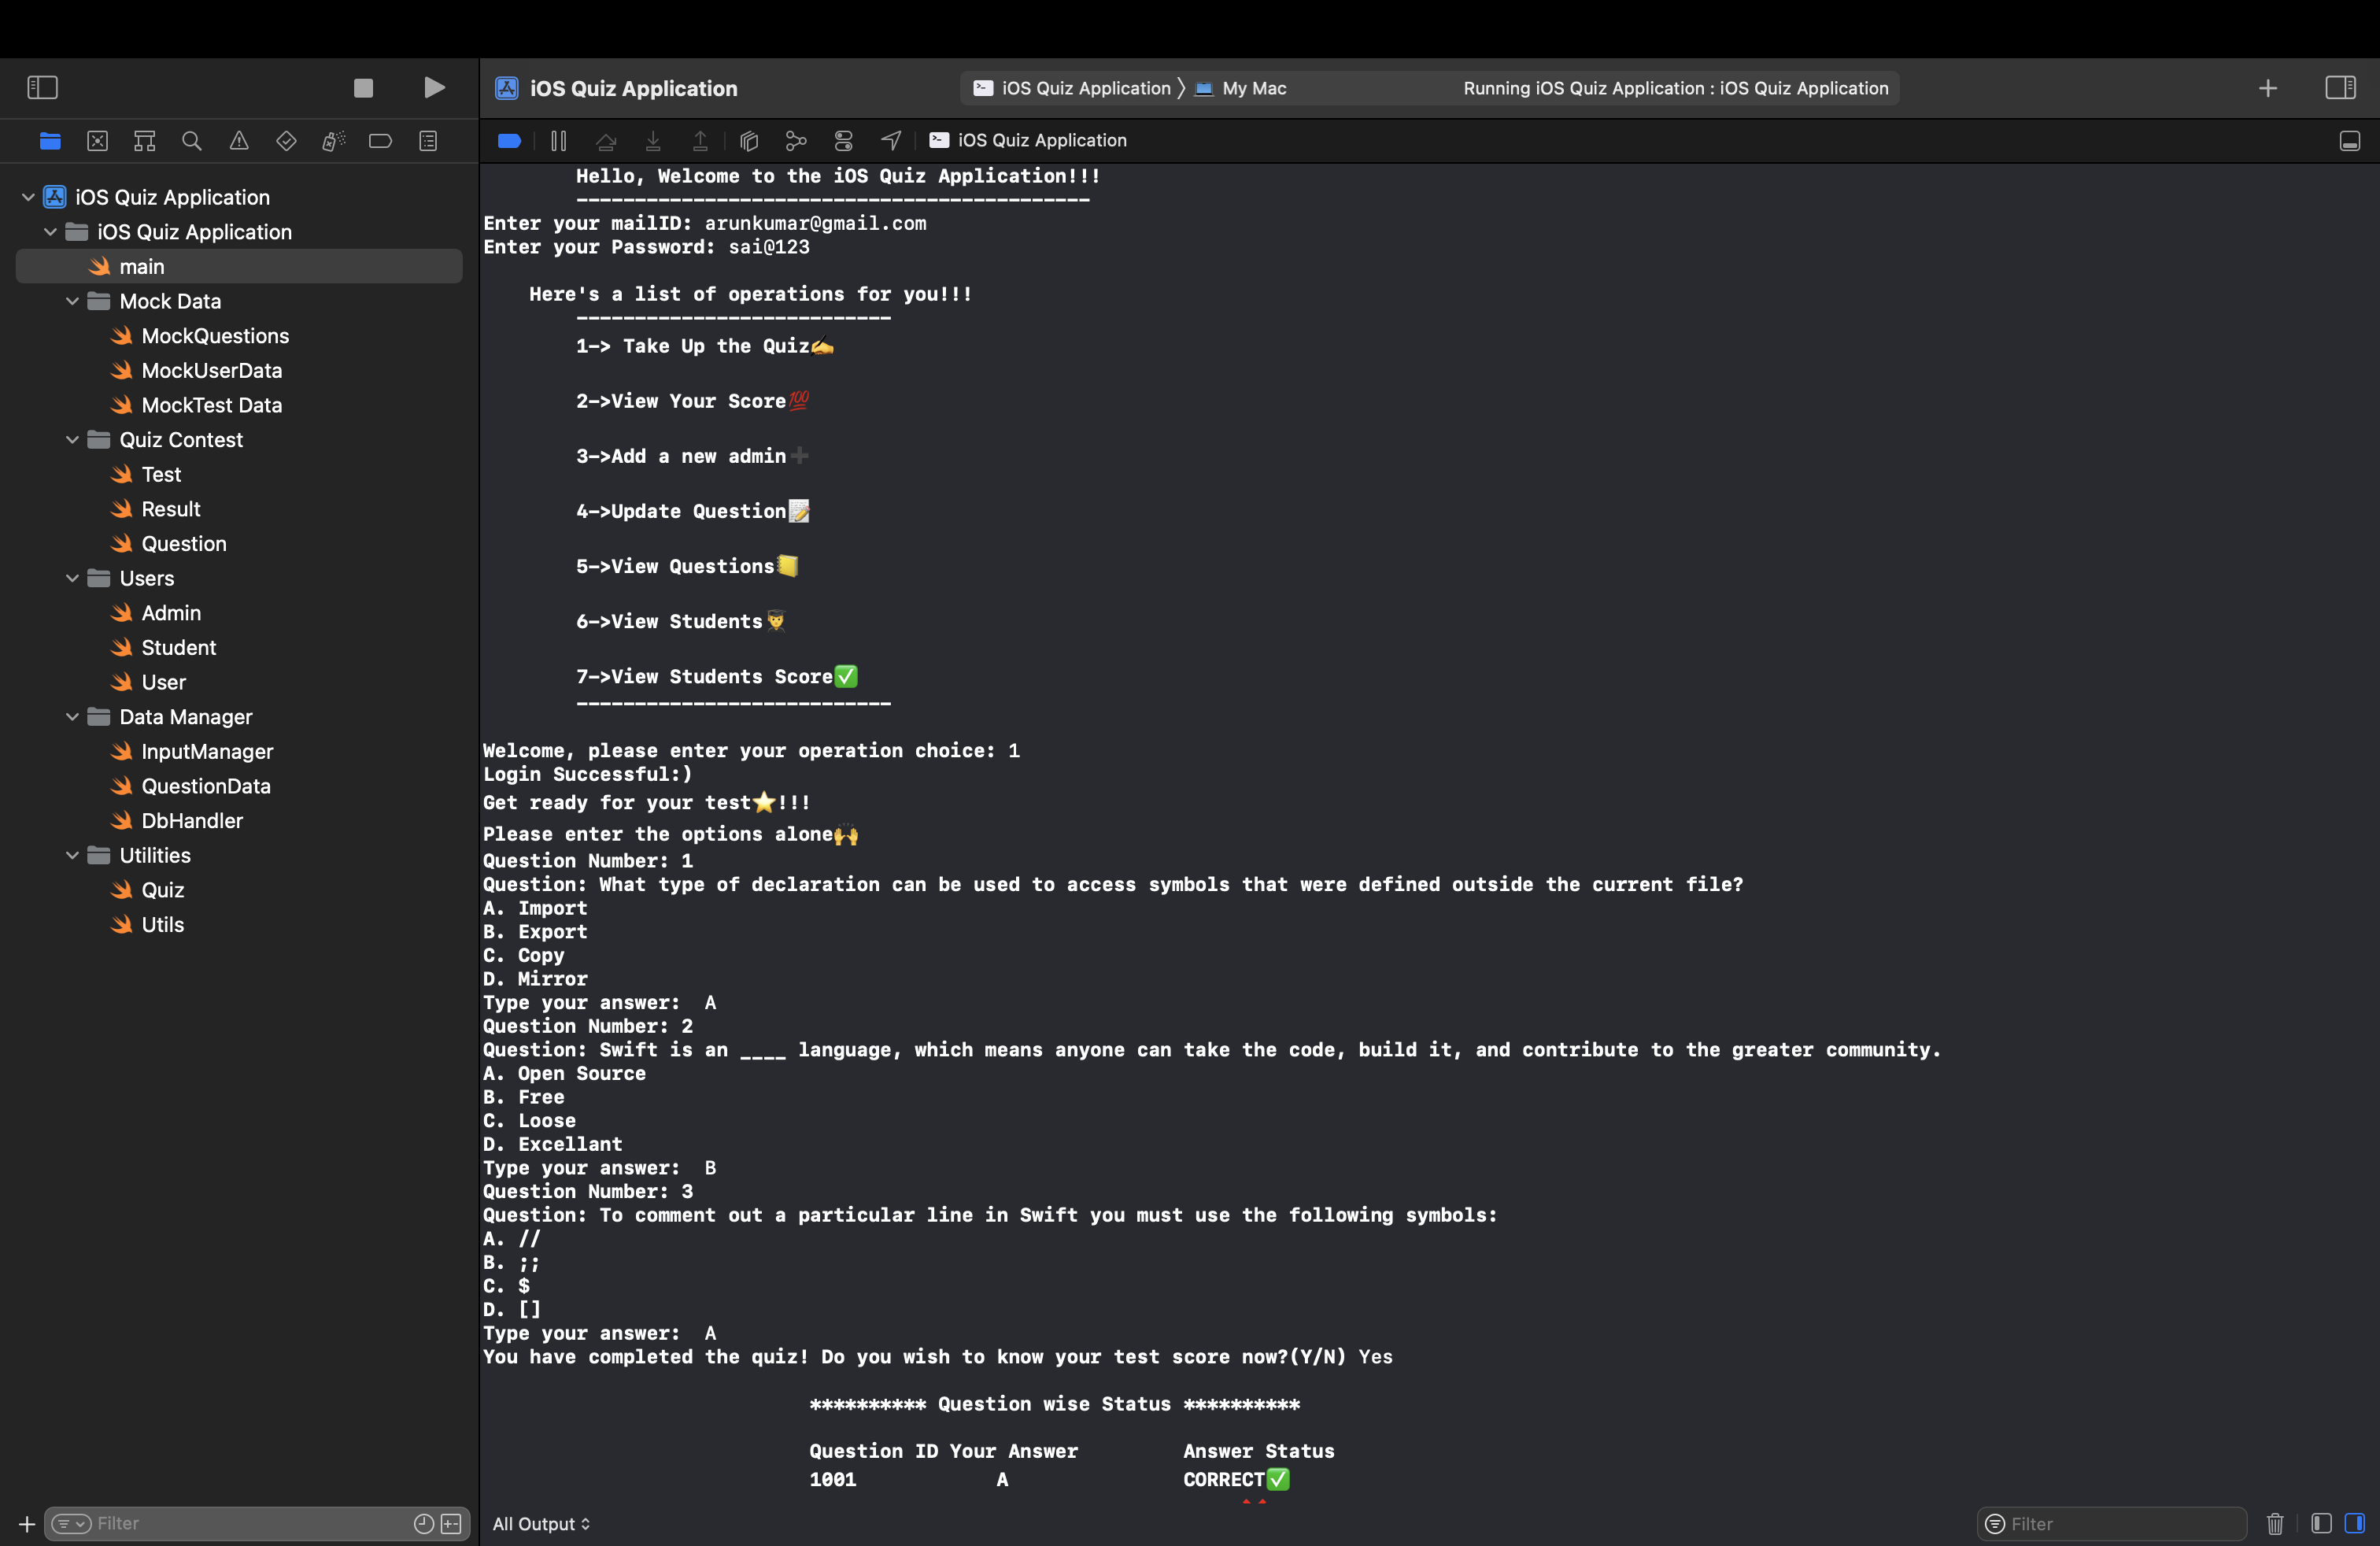 iOS Quiz Application
iOS Quiz Application 〉 My Mac
Running iOS Quiz Application : iOS Quiz Application
iOS Quiz Application
iOS Quiz Application
iOS Quiz Application
main
Mock Data
MockQuestions
MockUserData
MockTest Data
Quiz Contest
Test
Result
Question
Users
Admin
Student
User
Data Manager
InputManager
QuestionData
DbHandler
Utilities
Quiz
Utils
Filter
Hello, Welcome to the iOS Quiz Application!!!
--------------------------------------------
Enter your mailID: arunkumar@gmail.com
Enter your Password: sai@123
Here's a list of operations for you!!!
---------------------------
1-> Take Up the Quiz✍️
2->View Your Score💯
3->Add a new admin➕
4->Update Question📝
5->View Questions📒
6->View Students👨‍🎓
7->View Students Score✅
---------------------------
Welcome, please enter your operation choice: 1
Login Successful:)
Get ready for your test⭐️!!!
Please enter the options alone🙌
Question Number: 1
Question: What type of declaration can be used to access symbols that were defined outside the current file?
A. Import
B. Export
C. Copy
D. Mirror
Type your answer:  A
Question Number: 2
Question: Swift is an ____ language, which means anyone can take the code, build it, and contribute to the greater community.
A. Open Source
B. Free
C. Loose
D. Excellant
Type your answer:  B
Question Number: 3
Question: To comment out a particular line in Swift you must use the following symbols:
A. //
B. ;;
C. $
D. []
Type your answer:  A
You have completed the quiz! Do you wish to know your test score now?(Y/N) Yes
********** Question wise Status **********
Question ID Your Answer         Answer Status
1001            A               CORRECT✅
All Output
Filter